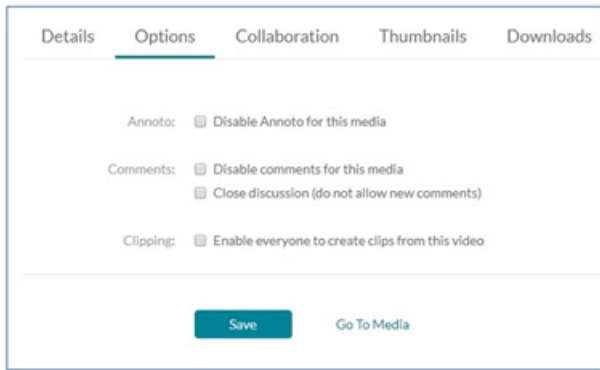 Details Options Collaboration Thumbnails Downloads
Annoto: Disable Annoto for this media
Comments: Disable comments for this media
Close discussion (do not allow new comments)
Clipping: Enable everyone to create clips from this video
Save Go To Media